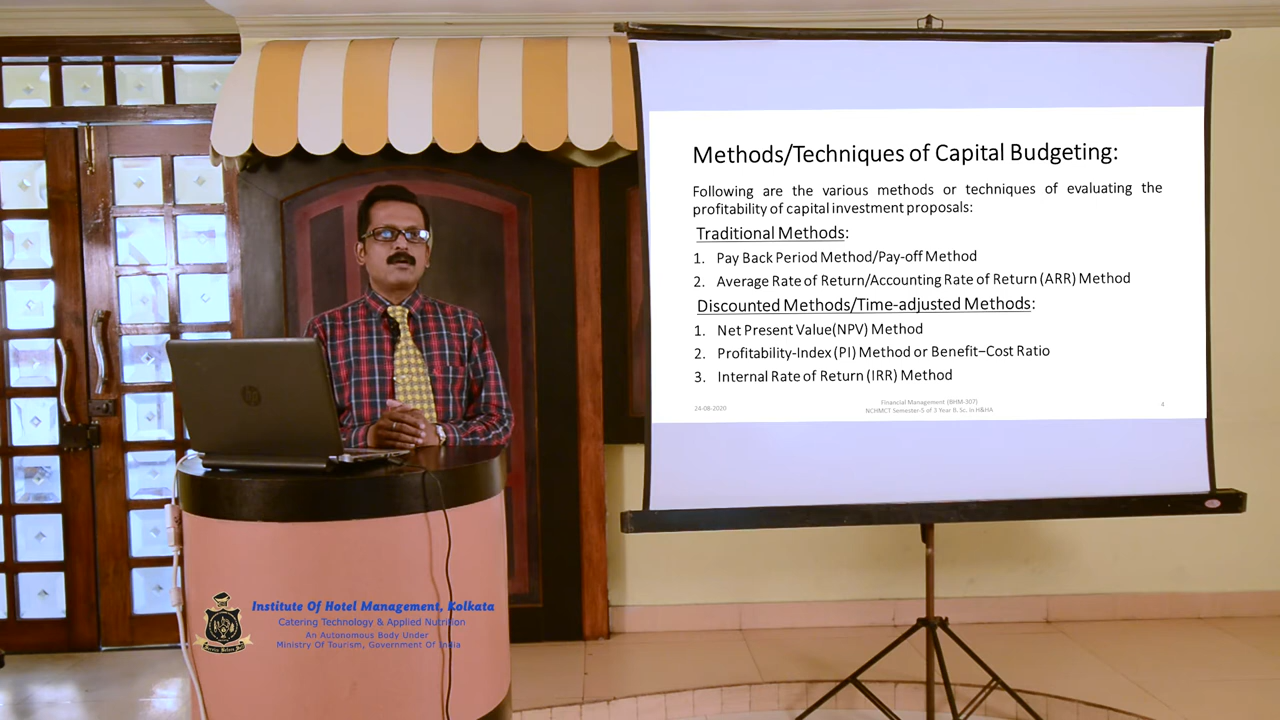 Methods/Techniques of Capital Budgeting:
Following are the various methods or techniques of evaluating the
profitability of capital investment proposals:
Traditional Methods:
1. Pay Back Period Method/Pay-off Method
2. Average Rate of Return/Accounting Rate of Return (ARR) Method
Discounted Methods/Time-adjusted Methods:
1. Net Present Value(NPV) Method
2. Profitability-Index (PI) Method or Benefit–Cost Ratio
3. Internal Rate of Return (IRR) Method
24-08-2020
Financial Management (BHM-307)
NCHMCT Semester-5 of 3 Year B. Sc. in H&HA
4
hp
Institute Of Hotel Management, Kolkata
Catering Technology & Applied Nutrition
An Autonomous Body Under
Ministry Of Tourism, Government Of India